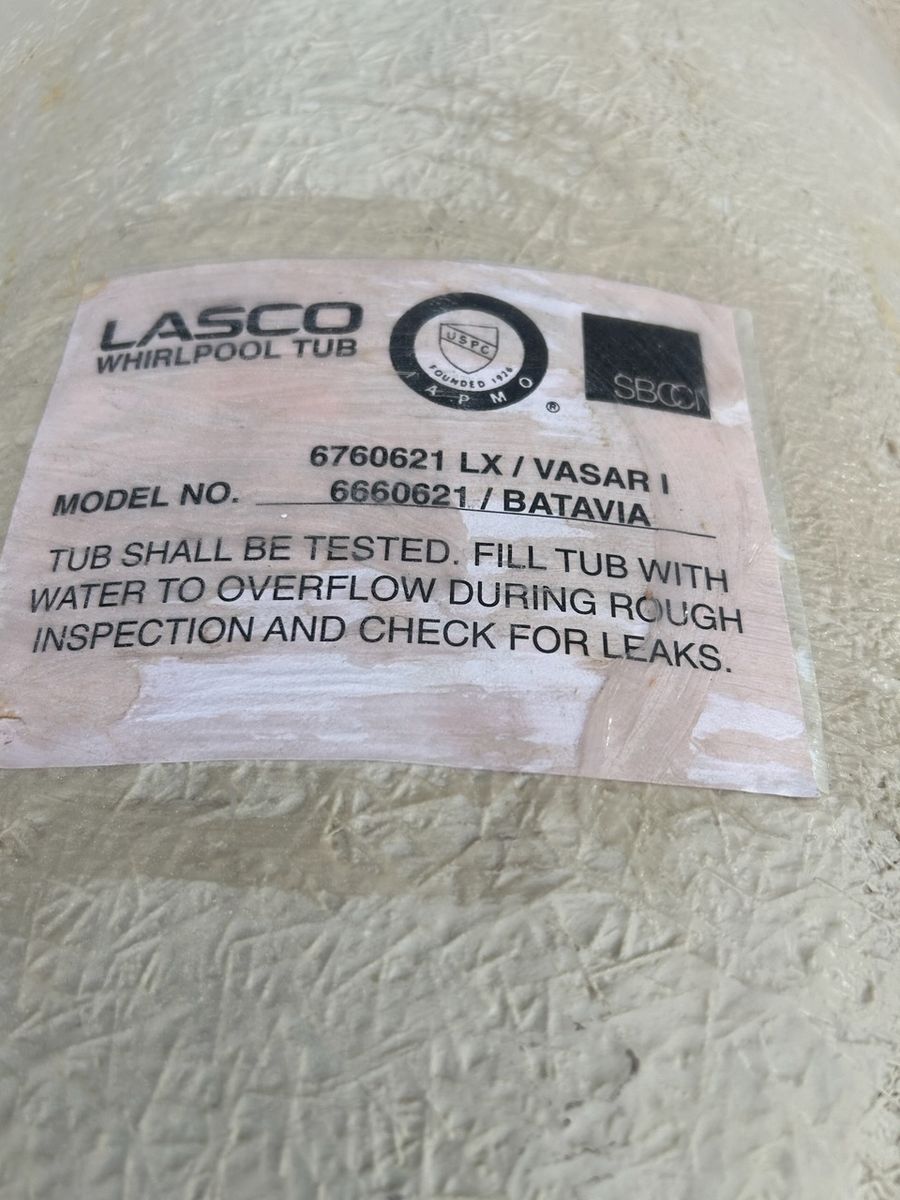 LASCO
WHIRLPOOL TUB
USPC
FOUNDED 1926
IAPMO
®
SBCCI
6760621 LX / VASAR I
MODEL NO. 6660621 / BATAVIA
TUB SHALL BE TESTED. FILL TUB WITH
WATER TO OVERFLOW DURING ROUGH
INSPECTION AND CHECK FOR LEAKS.